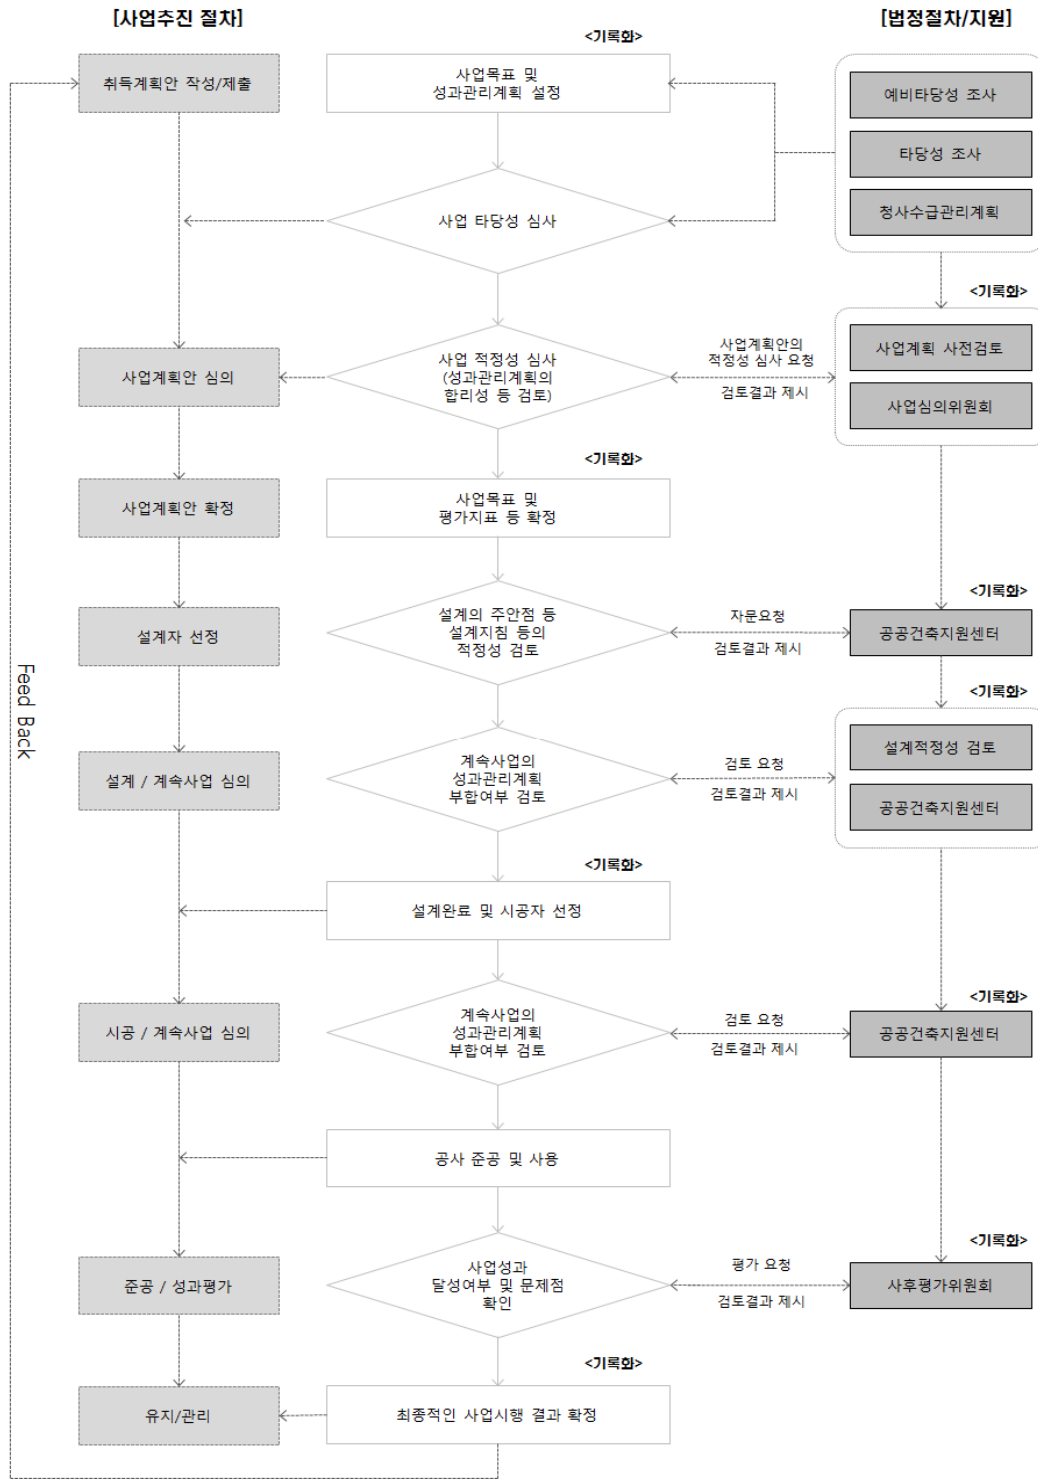 [사업추진 절차]
[법정절차/지원]
<기록화>
취득계획안 작성/제출
사업목표 및
성과관리계획 설정
예비타당성 조사
타당성 조사
청사수급관리계획
사업 타당성 심사
<기록화>
사업계획안 심의
사업 적정성 심사
(성과관리계획의
합리성 등 검토)
사업계획안의
적정성 심사 요청
검토결과 제시
사업계획 사전검토
사업심의위원회
<기록화>
사업계획안 확정
사업목표 및
평가지표 등 확정
<기록화>
설계자 선정
설계의 주안점 등
설계지침 등의
적정성 검토
자문요청
검토결과 제시
공공건축지원센터
Feed Back
<기록화>
설계 / 계속사업 심의
계속사업의
성과관리계획
부합여부 검토
검토 요청
검토결과 제시
설계적정성 검토
공공건축지원센터
<기록화>
설계완료 및 시공자 선정
<기록화>
시공 / 계속사업 심의
계속사업의
성과관리계획
부합여부 검토
검토 요청
검토결과 제시
공공건축지원센터
공사 준공 및 사용
<기록화>
준공 / 성과평가
사업성과
달성여부 및 문제점
확인
평가 요청
검토결과 제시
사후평가위원회
<기록화>
유지/관리
최종적인 사업시행 결과 확정